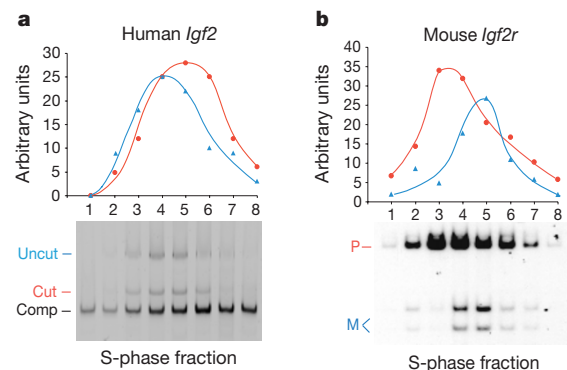 a
Human Igf2
Arbitrary units
30
25
20
15
10
5
0
1 2 3 4 5 6 7 8
Uncut –
Cut –
Comp –
S-phase fraction
b
Mouse Igf2r
Arbitrary units
40
35
30
25
20
15
10
5
0
1 2 3 4 5 6 7 8
P–
M
S-phase fraction